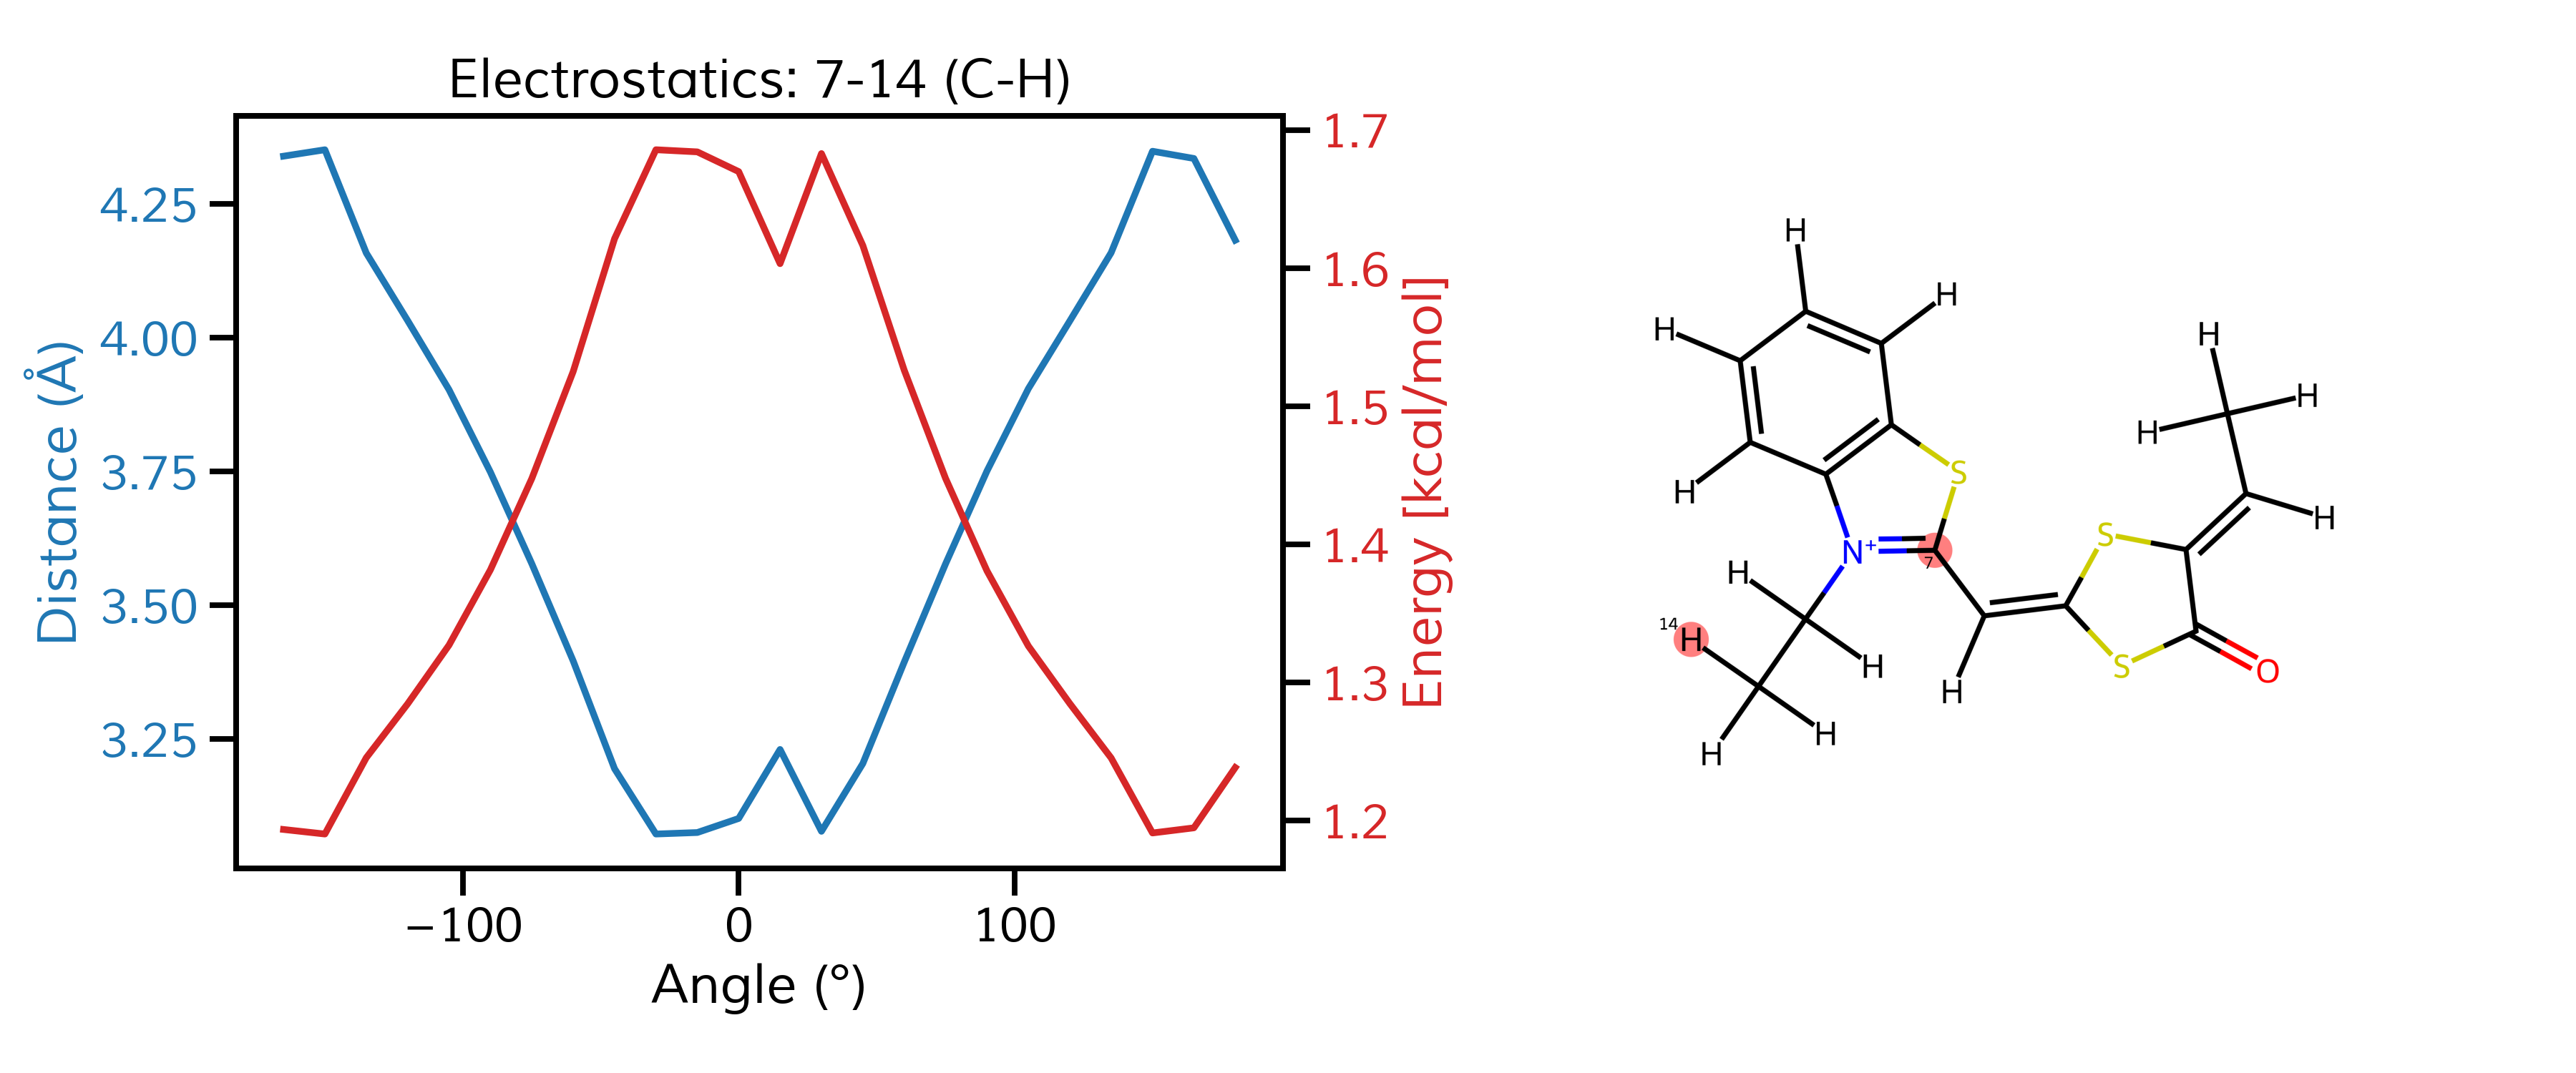 Electrostatics: 7-14 (C-H)
1.7
4.25
1.6
4.00
1.5
3.75
1.4
3.50
1.3
3.25
1.2
Distance (Å)
Energy [kcal/mol]
−100 0 100
Angle (°)
H
H
H
H
H
H
S
H
H
H
S
N⁺
7
H
14
H
H
S
O
H
H
H